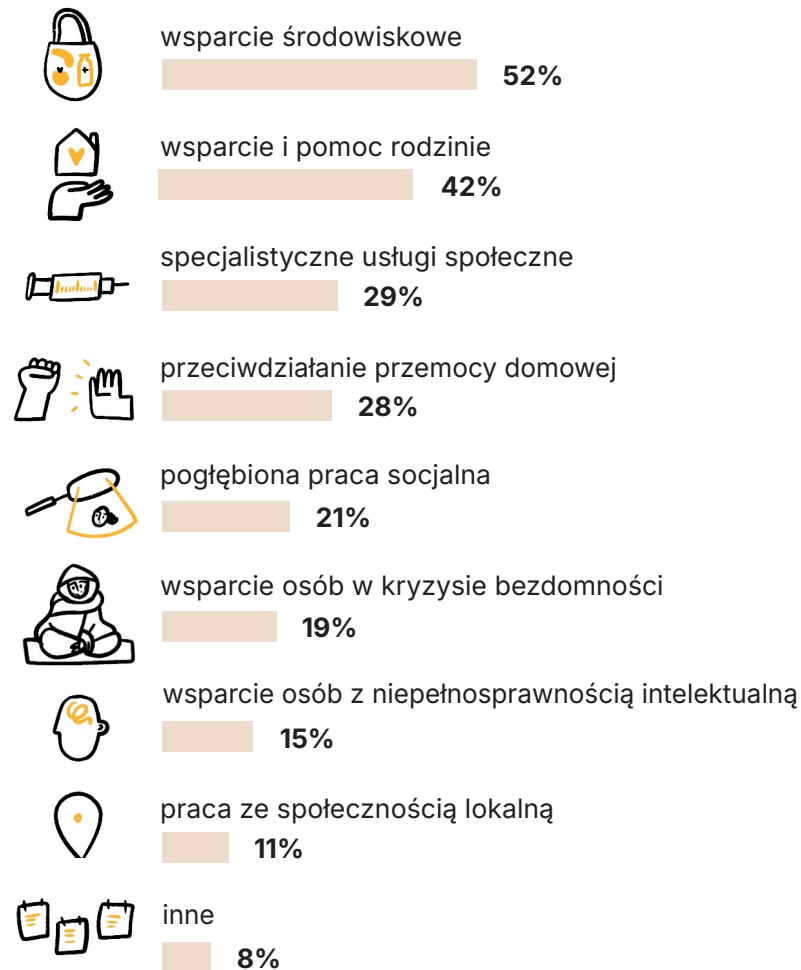 wsparcie środowiskowe
52%
wsparcie i pomoc rodzinie
42%
specjalistyczne usługi społeczne
29%
przeciwdziałanie przemocy domowej
28%
pogłębiona praca socjalna
21%
wsparcie osób w kryzysie bezdomności
19%
wsparcie osób z niepełnosprawnością intelektualną
15%
praca ze społecznością lokalną
11%
inne
8%